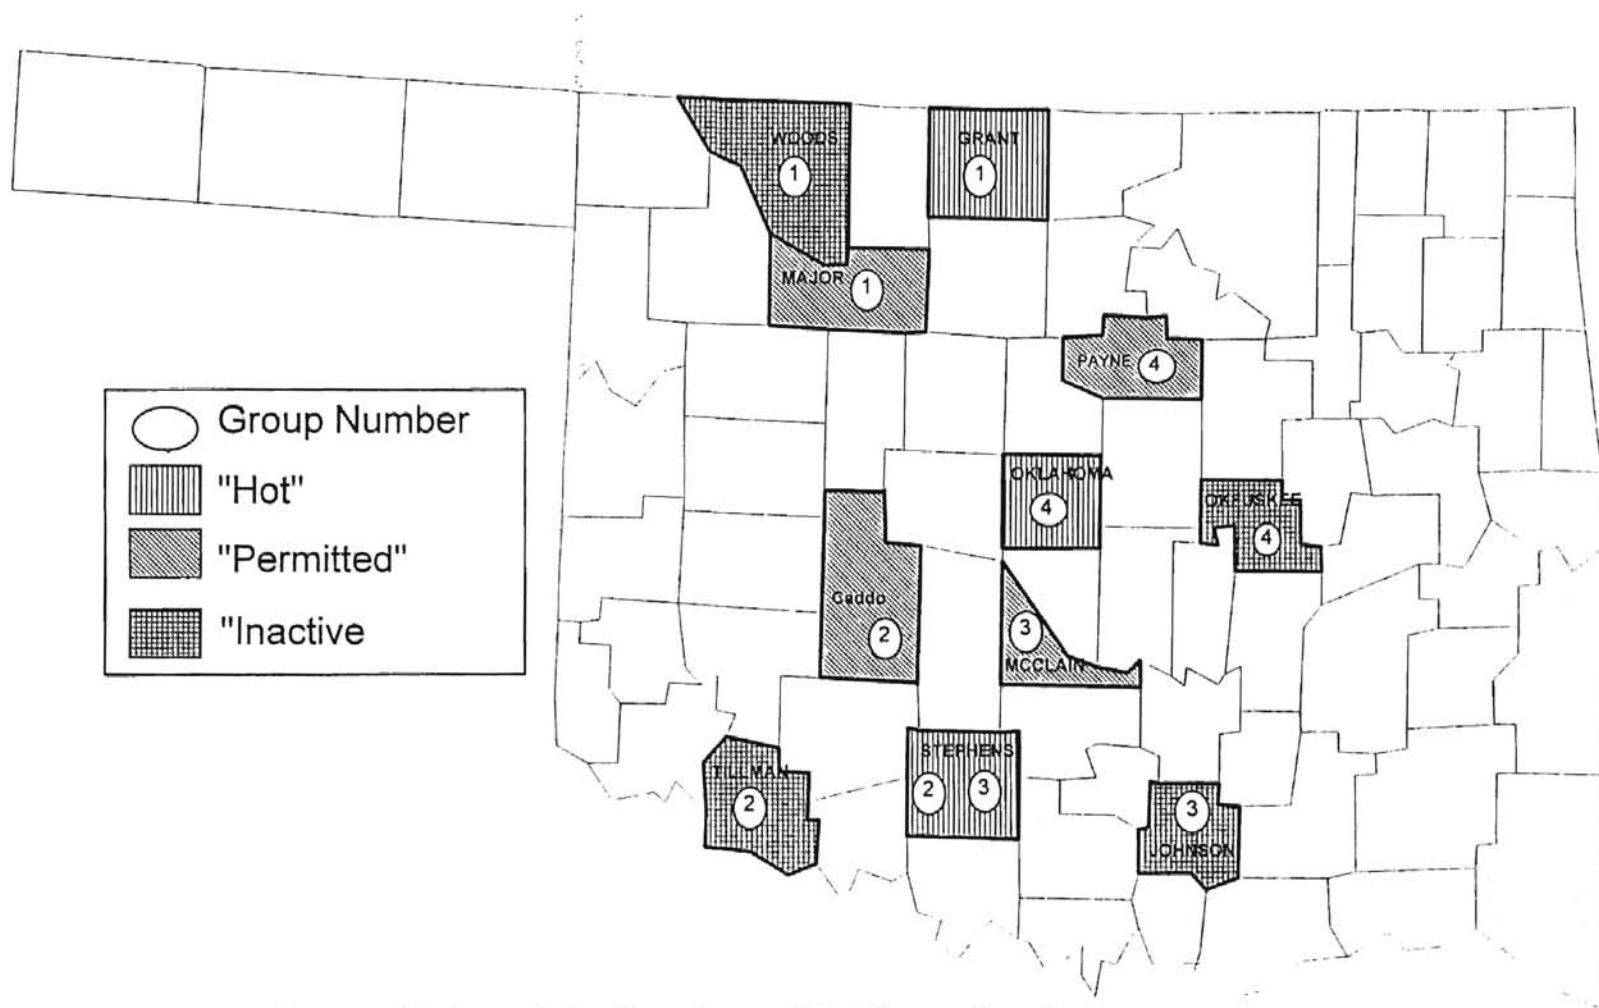 WOODS
1
GRANT
1
MAJOR
1
PAYNE
4
Group Number
"Hot"
"Permitted"
"Inactive
OKLAHOMA
4
OKFUSKEE
4
Caddo
2
3
MCCLAIN
TILLMAN
2
STEPHENS
2 3
3
JOHNSON